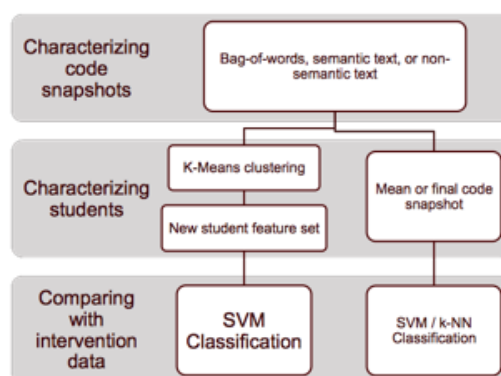 Characterizing
code
snapshots
Bag-of-words, semantic text, or non-
semantic text
Characterizing
students
K-Means clustering
New student feature set
Mean or final code
snapshot
Comparing
with
intervention
data
SVM
Classification
SVM / k-NN
Classification